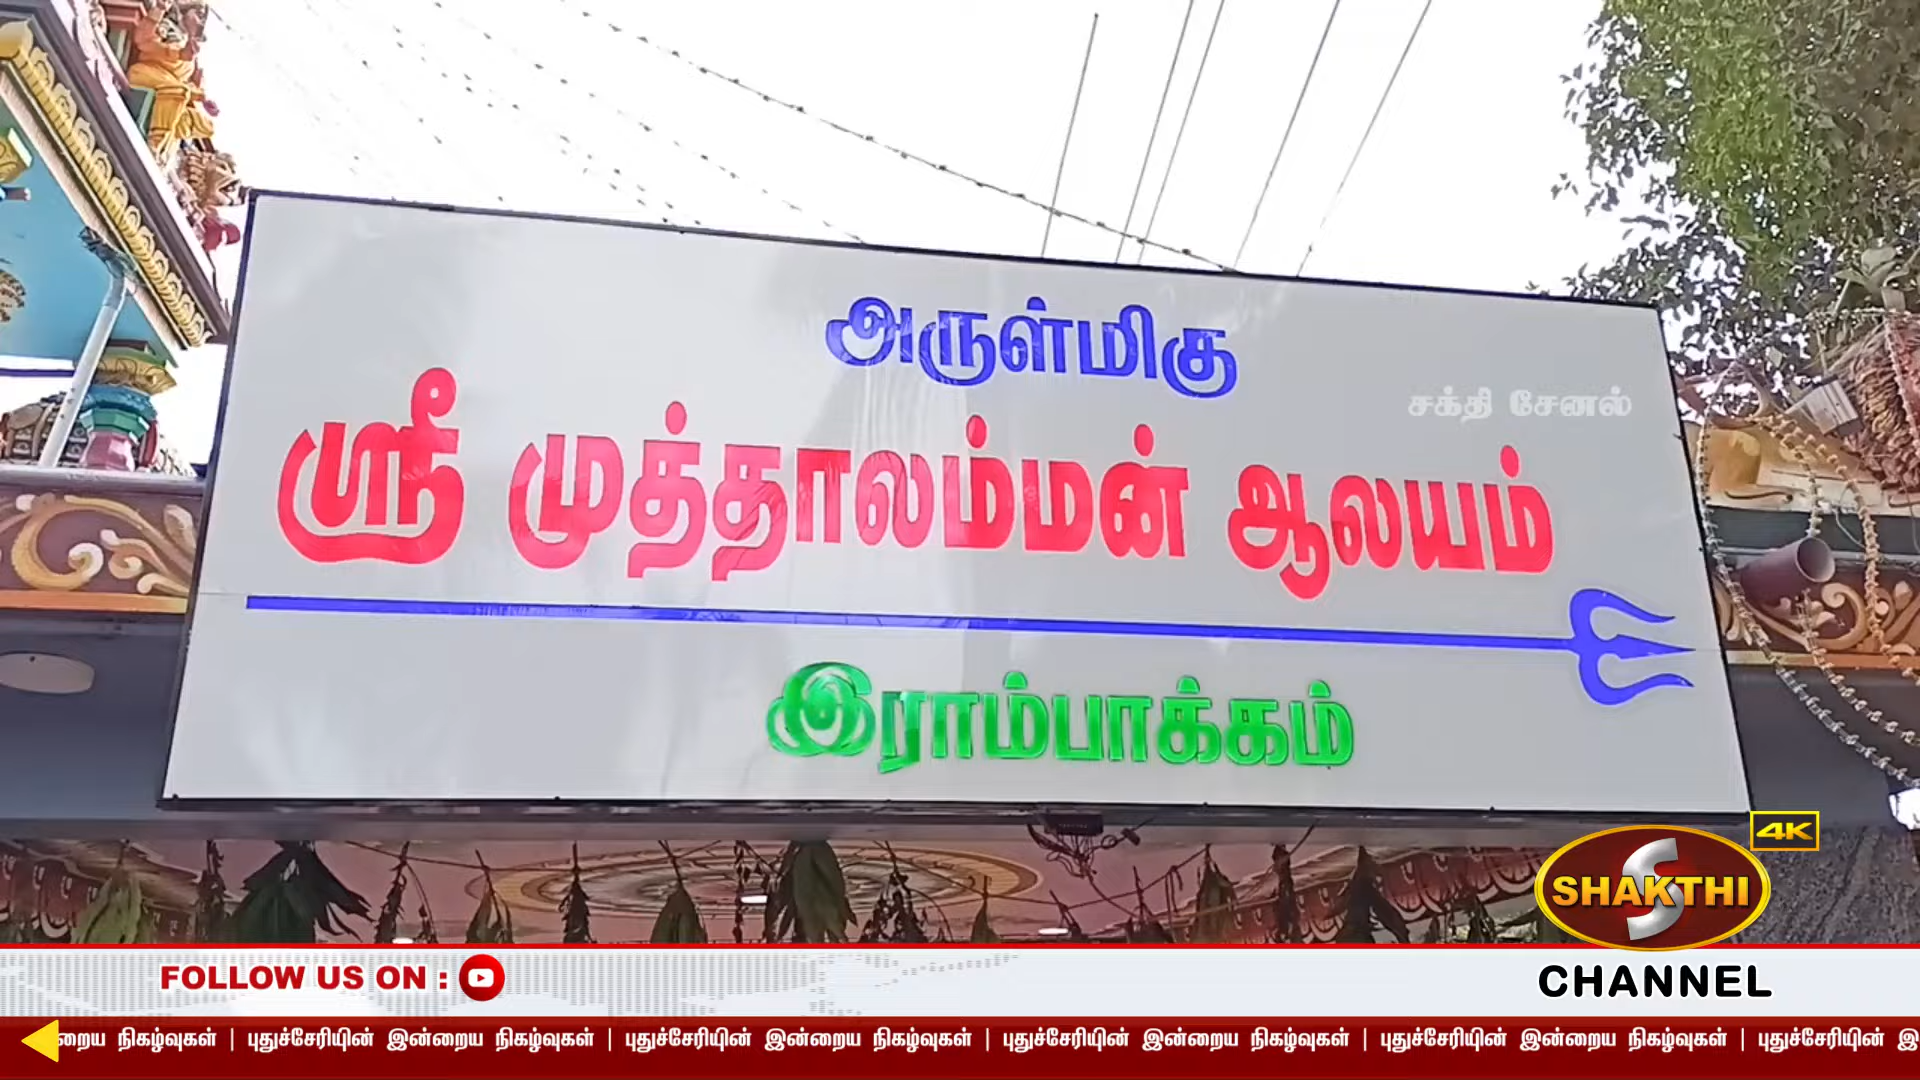 அருள்மிகு
ஸ்ரீ முத்தாலம்மன் ஆலயம்
சக்தி சேனல்
இராம்பாக்கம்
4K
S
SHAKTHI
CHANNEL
FOLLOW US ON :
றைய நிகழ்வுகள் | புதுச்சேரியின் இன்றைய நிகழ்வுகள் | புதுச்சேரியின் இன்றைய நிகழ்வுகள் | புதுச்சேரியின் இன்றைய நிகழ்வுகள் | புதுச்சேரியின் இன்றைய நிகழ்வுகள் | புதுச்சேரியின் இ